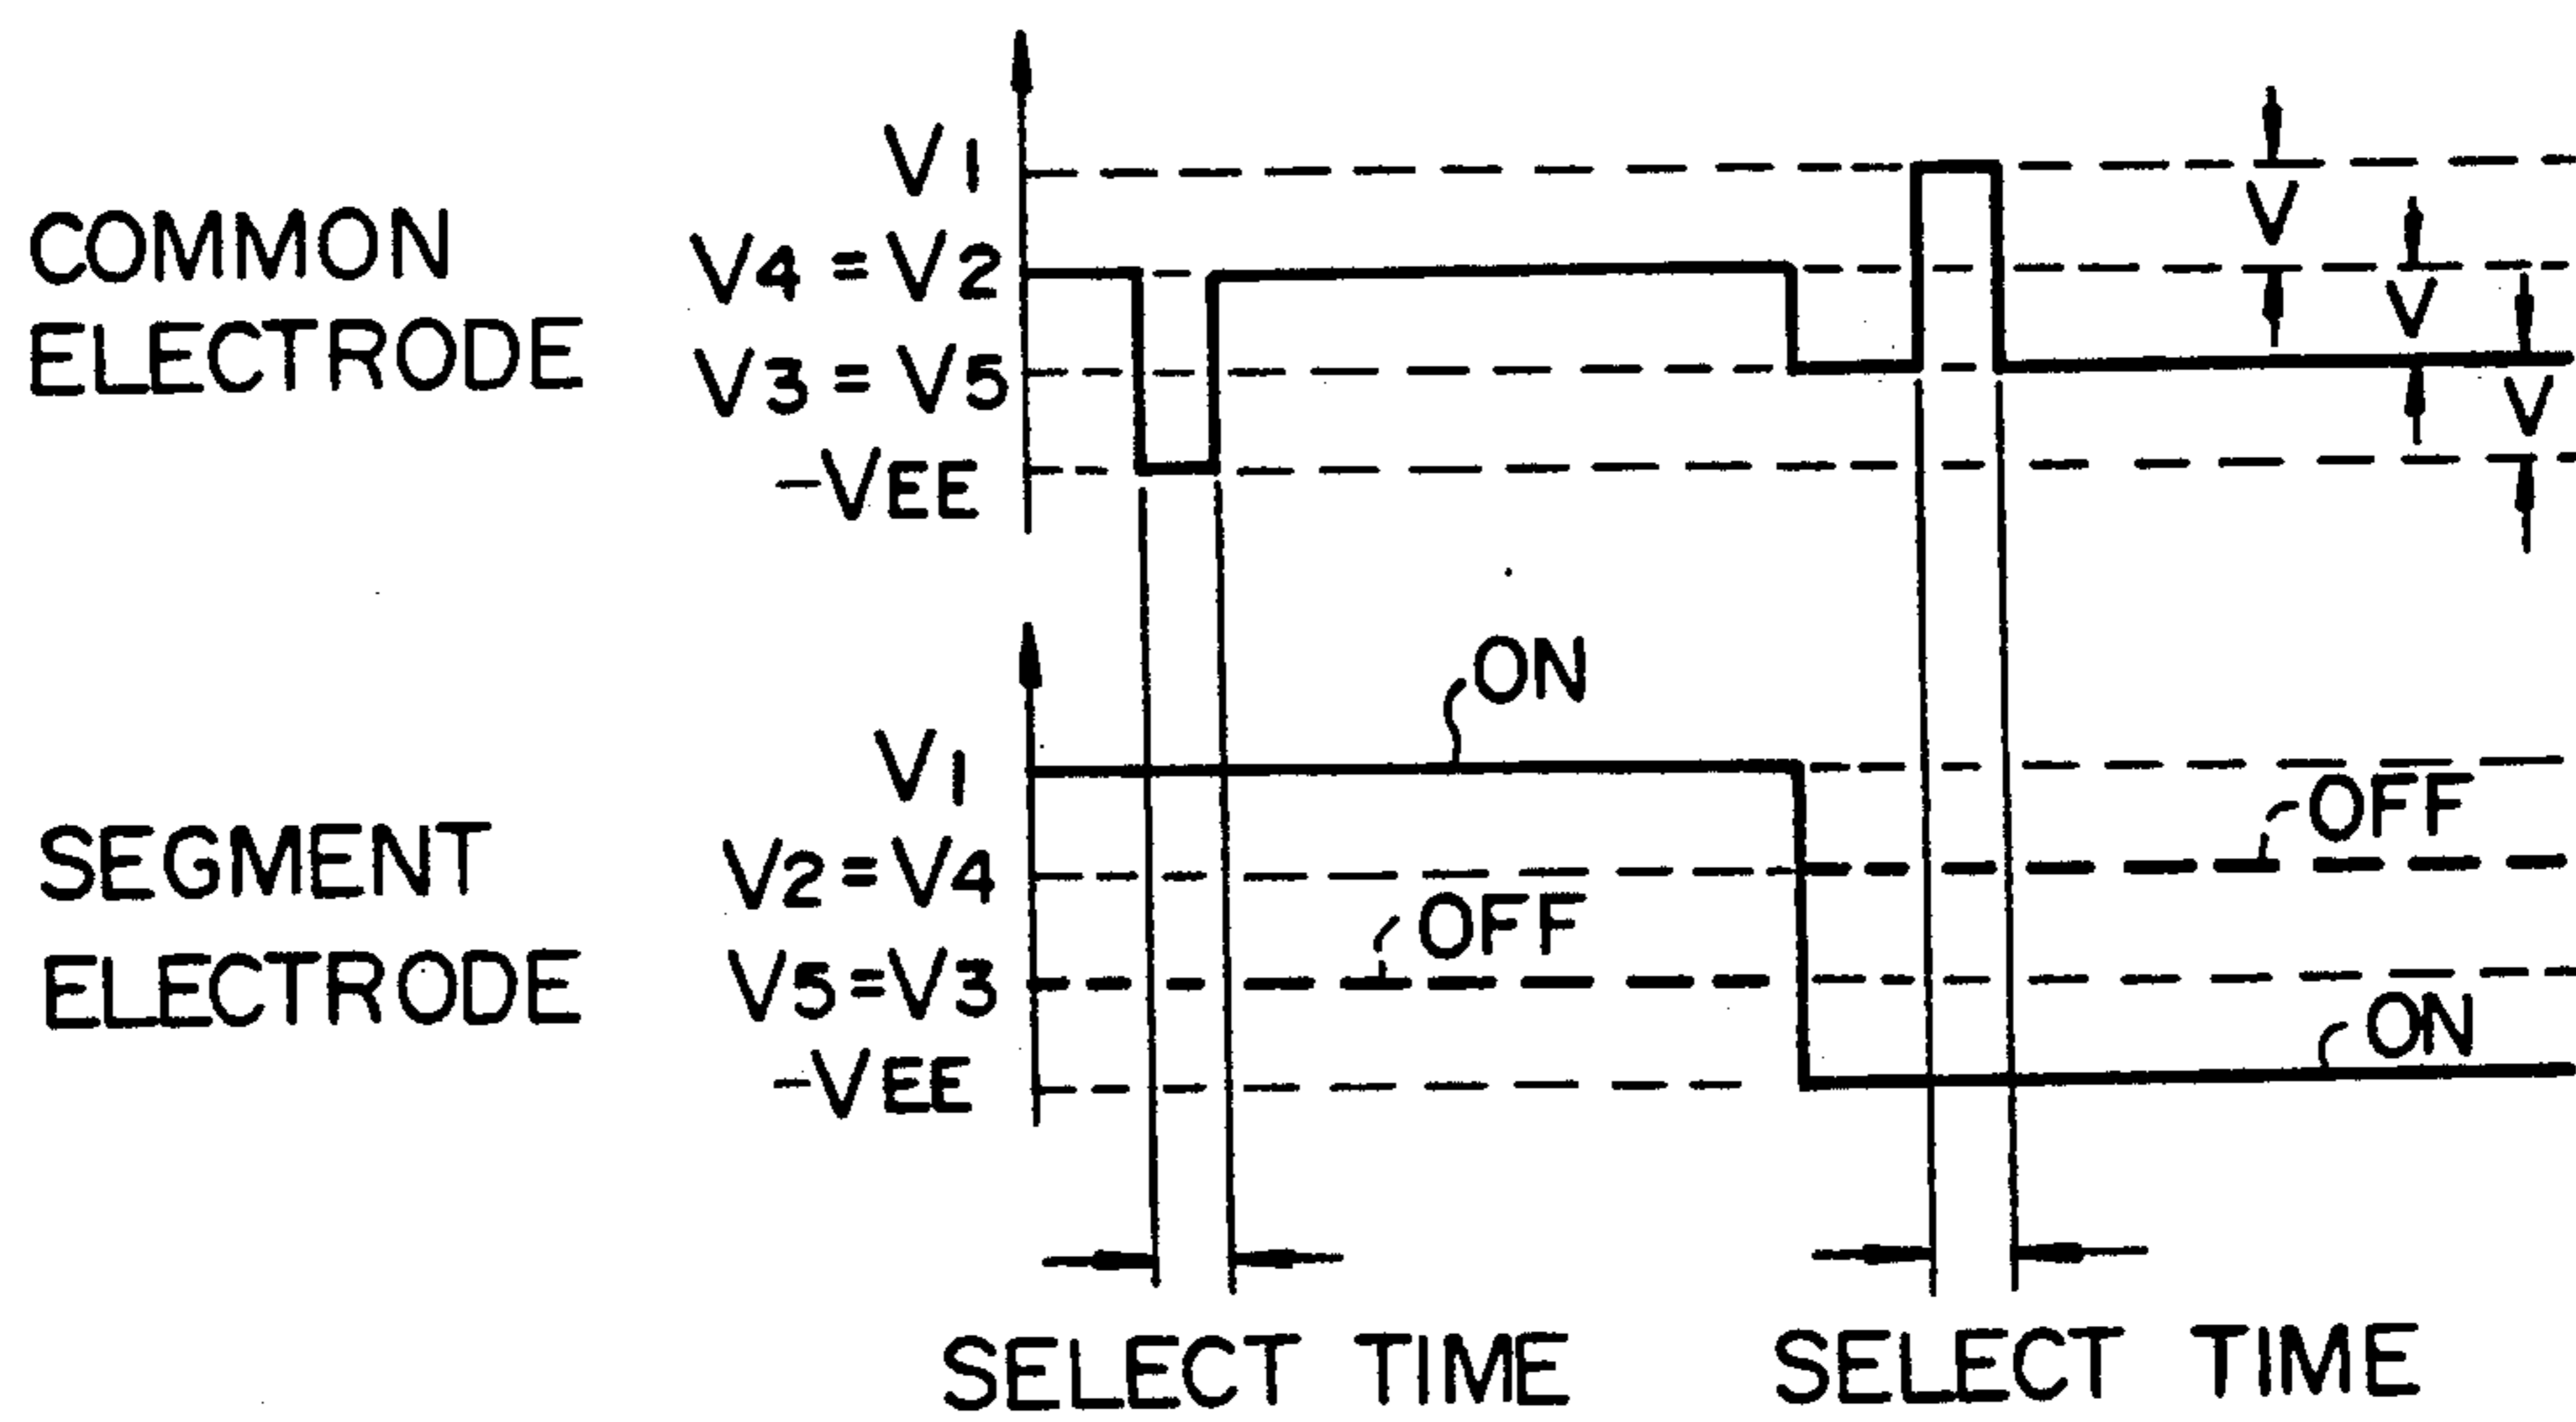 COMMON
ELECTRODE
V1
V4 = V2
V3 = V5
-VEE
V
V
V
SEGMENT
ELECTRODE
V1
V2 = V4
V5 = V3
-VEE
ON
OFF
OFF
ON
SELECT TIME
SELECT TIME